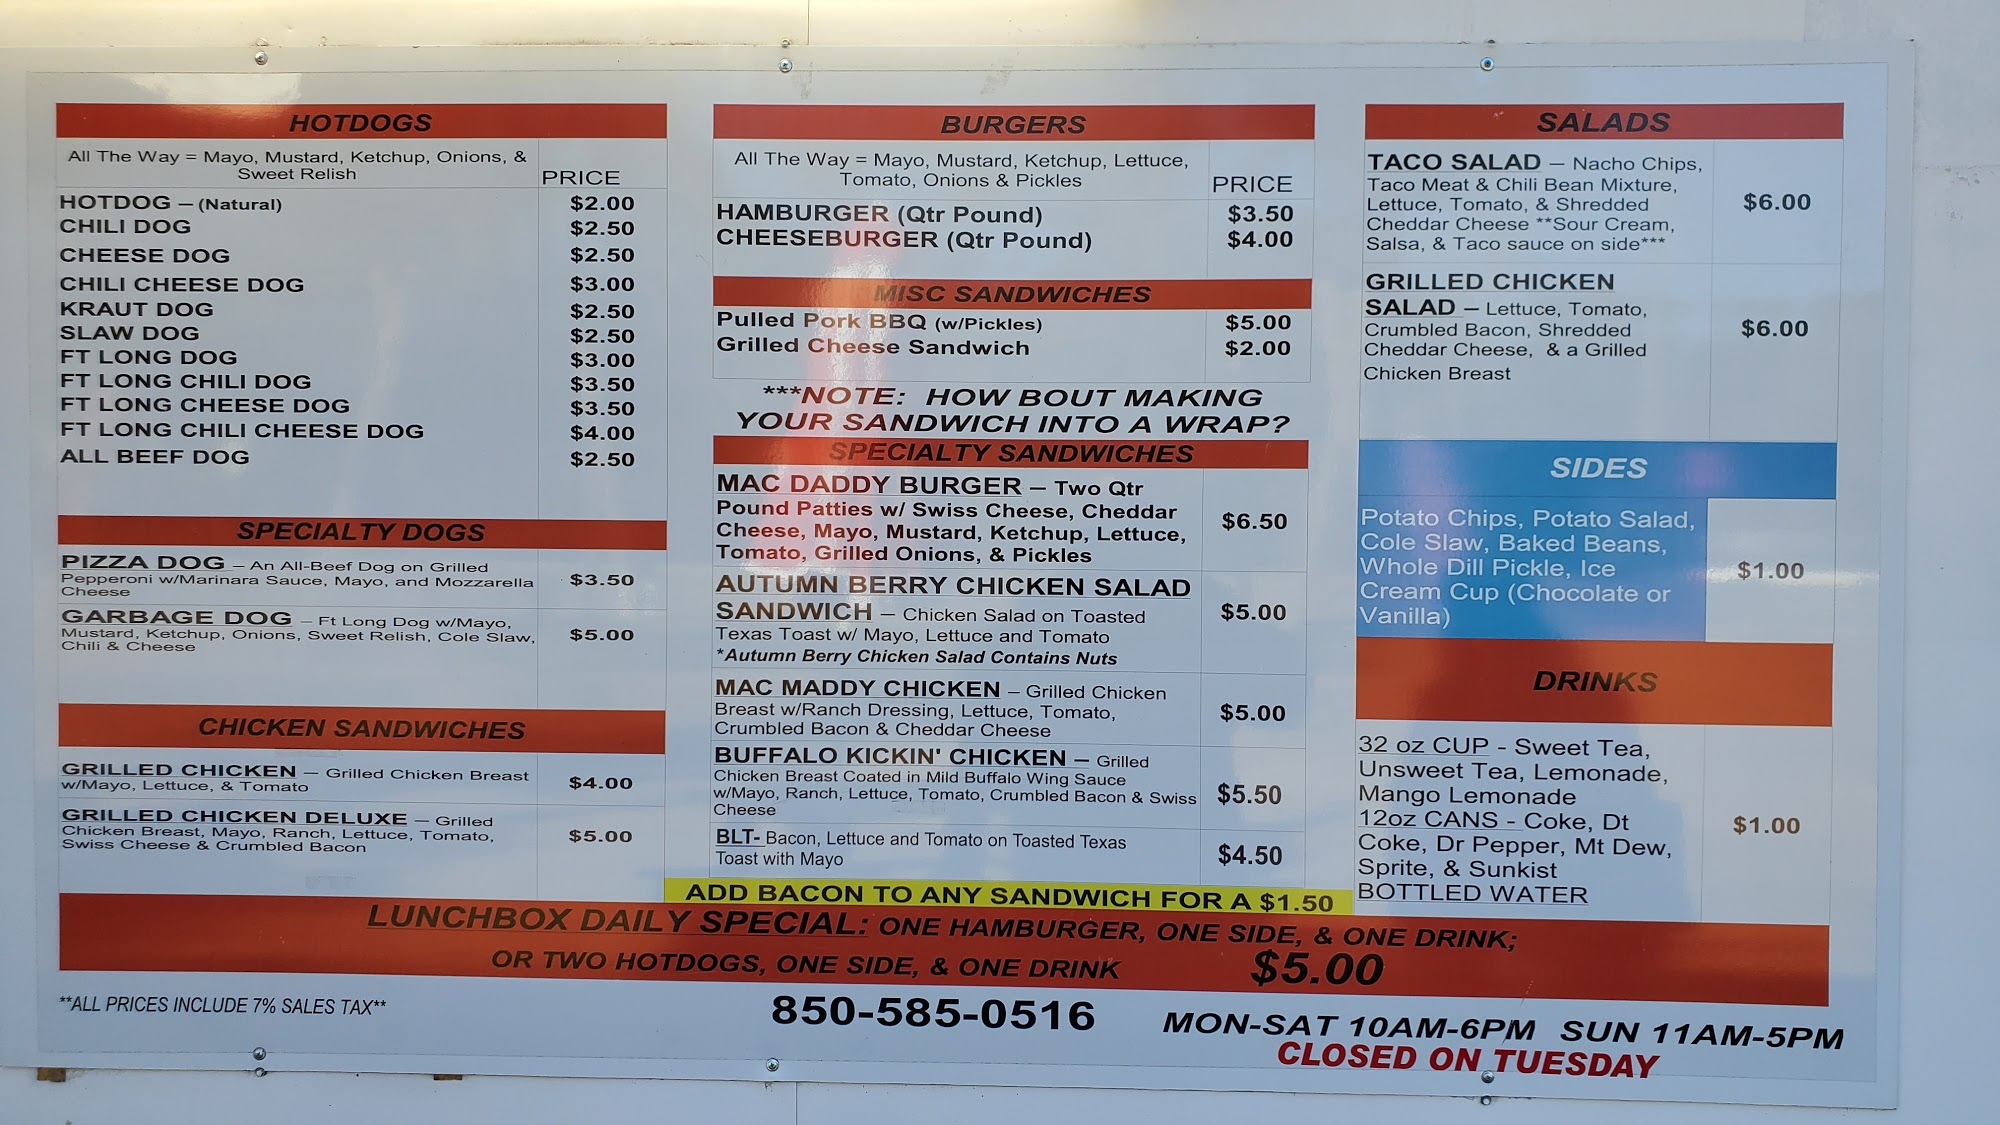 HOTDOGS
All The Way = Mayo, Mustard, Ketchup, Onions, &
Sweet Relish
PRICE
HOTDOG – (Natural) $2.00
CHILI DOG $2.50
CHEESE DOG $2.50
CHILI CHEESE DOG $3.00
KRAUT DOG $2.50
SLAW DOG $2.50
FT LONG DOG $3.00
FT LONG CHILI DOG $3.50
FT LONG CHEESE DOG $3.50
FT LONG CHILI CHEESE DOG $4.00
ALL BEEF DOG $2.50
SPECIALTY DOGS
PIZZA DOG – An All-Beef Dog on Grilled
Pepperoni w/Marinara Sauce, Mayo, and Mozzarella
Cheese
$3.50
GARBAGE DOG – Ft Long Dog w/Mayo,
Mustard, Ketchup, Onions, Sweet Relish, Cole Slaw,
Chili & Cheese
$5.00
CHICKEN SANDWICHES
GRILLED CHICKEN – Grilled Chicken Breast
w/Mayo, Lettuce, & Tomato
$4.00
GRILLED CHICKEN DELUXE – Grilled
Chicken Breast, Mayo, Ranch, Lettuce, Tomato,
Swiss Cheese & Crumbled Bacon
$5.00
BURGERS
All The Way = Mayo, Mustard, Ketchup, Lettuce,
Tomato, Onions & Pickles
PRICE
HAMBURGER (Qtr Pound) $3.50
CHEESEBURGER (Qtr Pound) $4.00
MISC SANDWICHES
Pulled Pork BBQ (w/Pickles) $5.00
Grilled Cheese Sandwich $2.00
***NOTE: HOW BOUT MAKING
YOUR SANDWICH INTO A WRAP?
SPECIALTY SANDWICHES
MAC DADDY BURGER – Two Qtr
Pound Patties w/ Swiss Cheese, Cheddar
Cheese, Mayo, Mustard, Ketchup, Lettuce,
Tomato, Grilled Onions, & Pickles
$6.50
AUTUMN BERRY CHICKEN SALAD
SANDWICH – Chicken Salad on Toasted
Texas Toast w/ Mayo, Lettuce and Tomato
*Autumn Berry Chicken Salad Contains Nuts
$5.00
MAC MADDY CHICKEN – Grilled Chicken
Breast w/Ranch Dressing, Lettuce, Tomato,
Crumbled Bacon & Cheddar Cheese
$5.00
BUFFALO KICKIN' CHICKEN – Grilled
Chicken Breast Coated in Mild Buffalo Wing Sauce
w/Mayo, Ranch, Lettuce, Tomato, Crumbled Bacon & Swiss
Cheese
$5.50
BLT- Bacon, Lettuce and Tomato on Toasted Texas
Toast with Mayo
$4.50
ADD BACON TO ANY SANDWICH FOR A $1.50
SALADS
TACO SALAD – Nacho Chips,
Taco Meat & Chili Bean Mixture,
Lettuce, Tomato, & Shredded
Cheddar Cheese **Sour Cream,
Salsa, & Taco sauce on side***
$6.00
GRILLED CHICKEN
SALAD – Lettuce, Tomato,
Crumbled Bacon, Shredded
Cheddar Cheese, & a Grilled
Chicken Breast
$6.00
SIDES
Potato Chips, Potato Salad,
Cole Slaw, Baked Beans,
Whole Dill Pickle, Ice
Cream Cup (Chocolate or
Vanilla)
$1.00
DRINKS
32 oz CUP - Sweet Tea,
Unsweet Tea, Lemonade,
Mango Lemonade
12oz CANS - Coke, Dt
Coke, Dr Pepper, Mt Dew,
Sprite, & Sunkist
BOTTLED WATER
$1.00
LUNCHBOX DAILY SPECIAL: ONE HAMBURGER, ONE SIDE, & ONE DRINK;
OR TWO HOTDOGS, ONE SIDE, & ONE DRINK $5.00
**ALL PRICES INCLUDE 7% SALES TAX**
850-585-0516
MON-SAT 10AM-6PM SUN 11AM-5PM
CLOSED ON TUESDAY